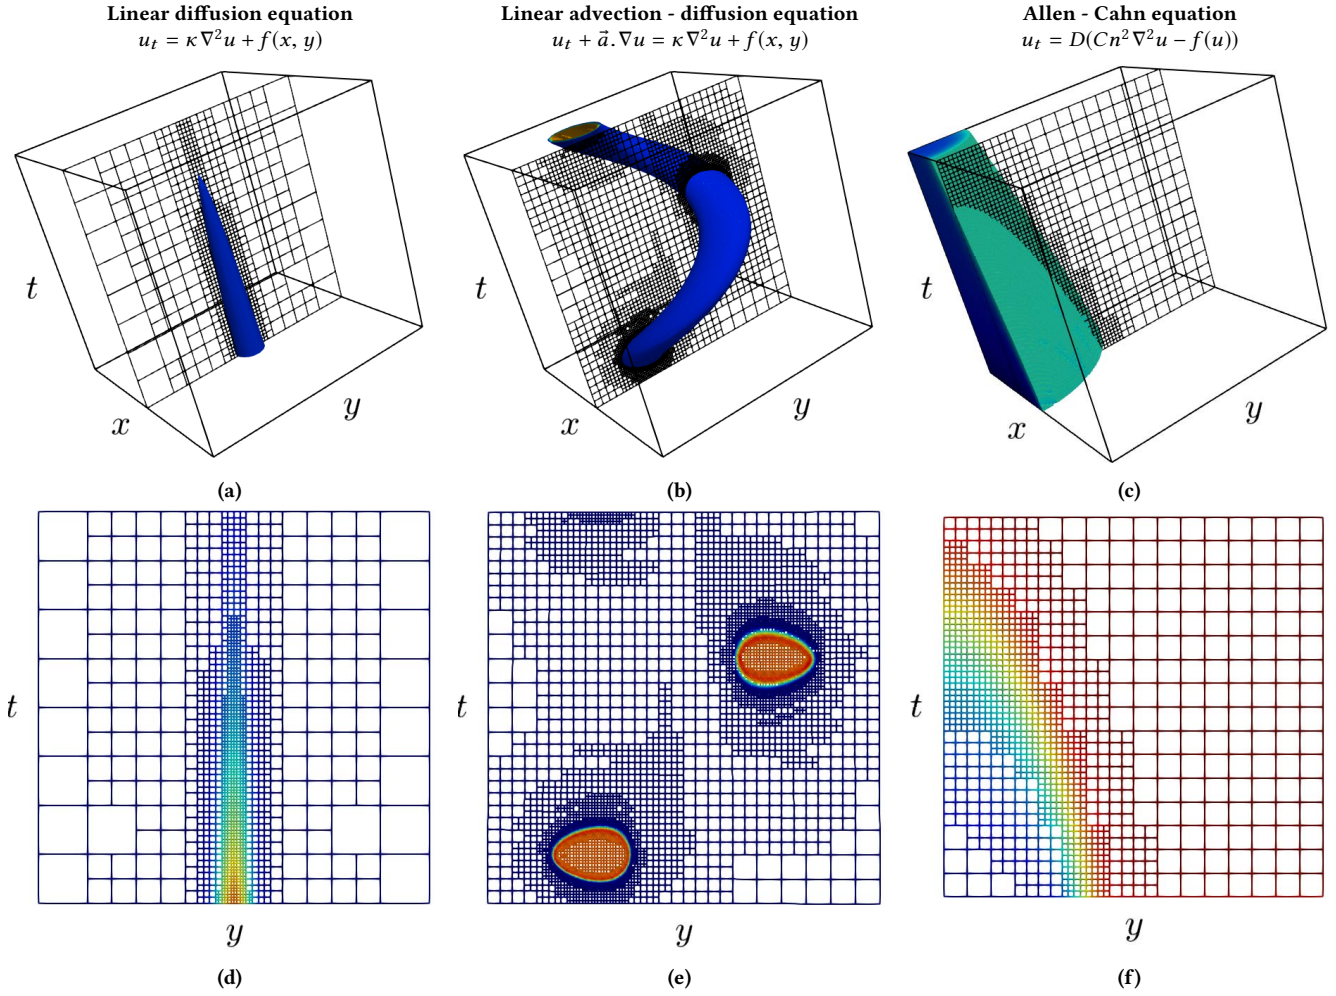 Linear diffusion equation
u_t = κ∇²u + f(x, y)
Linear advection - diffusion equation
u_t + a⃗.∇u = κ∇²u + f(x, y)
Allen - Cahn equation
u_t = D(Cn²∇²u − f(u))
t
x
y
t
x
y
t
x
y
(a)
(b)
(c)
t
y
t
y
t
y
(d)
(e)
(f)